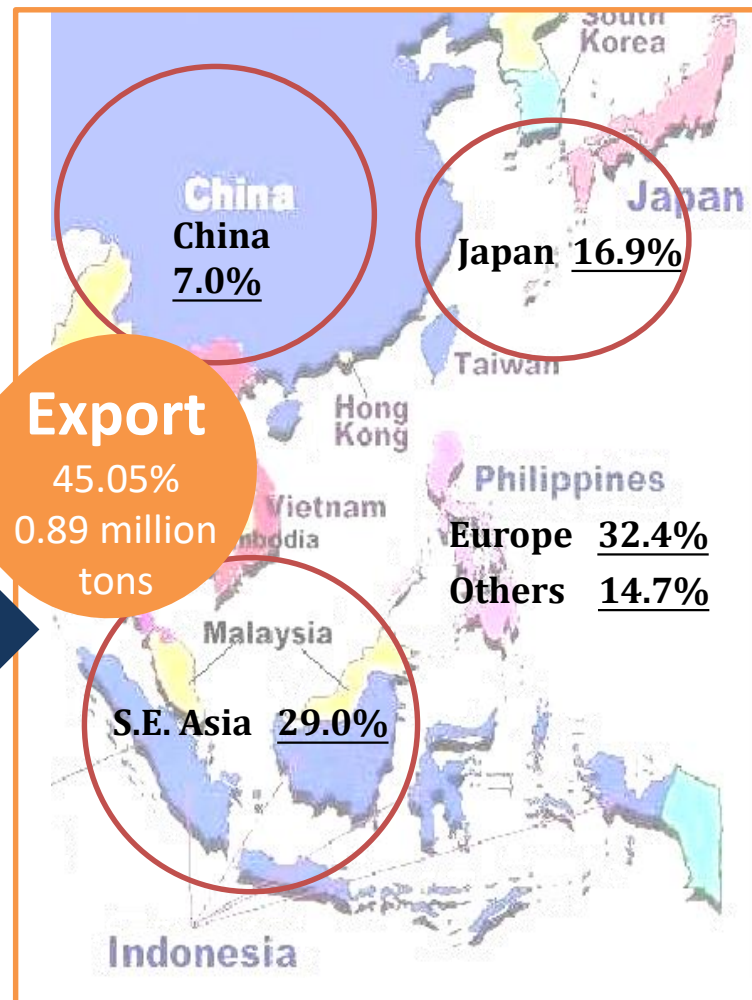 South
Korea
China
Japan
China
7.0%
Japan 16.9%
Taiwan
Export
45.05%
0.89 million
tons
Hong
Kong
Philippines
Vietnam
Europe 32.4%
Others 14.7%
Malaysia
S.E. Asia 29.0%
Indonesia